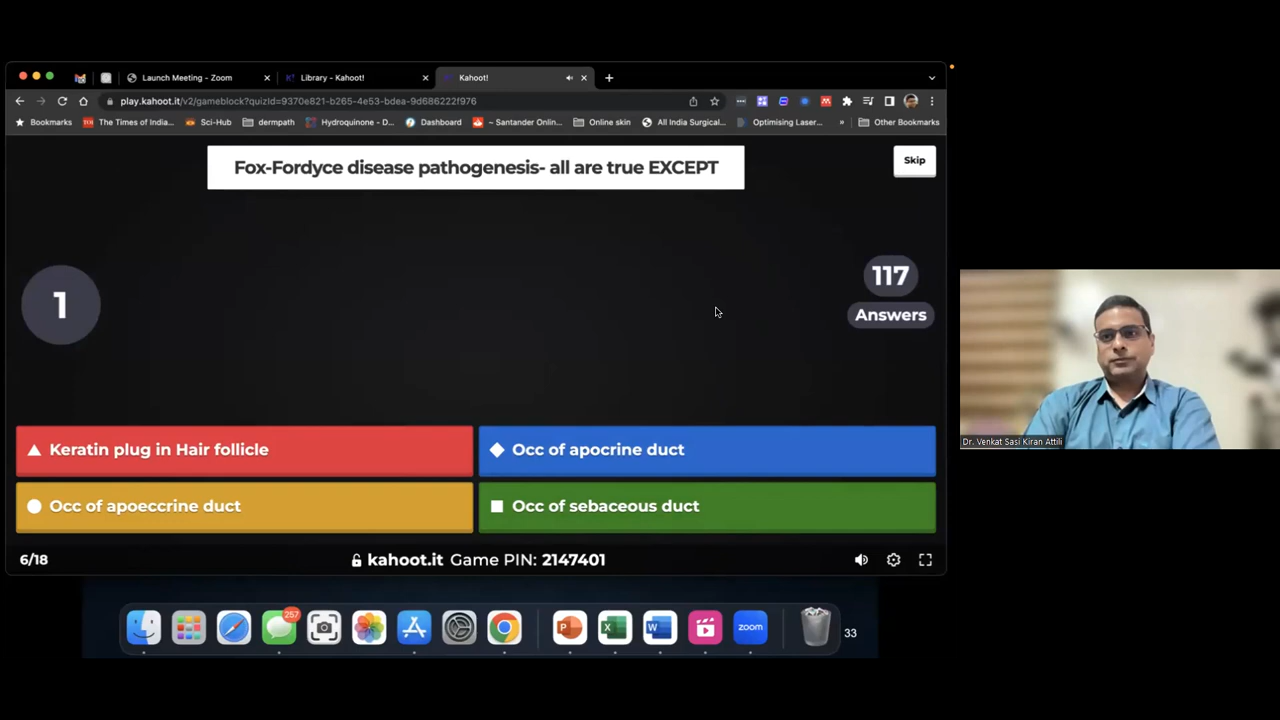 Launch Meeting - Zoom
Library - Kahoot!
Kahoot!
play.kahoot.it/v2/gameblock?quizId=9370e821-b265-4e53-bdea-9d686222f976
Bookmarks
TOI
The Times of India...
Sci-Hub
dermpath
Hydroquinone - D...
Dashboard
~ Santander Onlin...
Online skin
All India Surgical...
Optimising Laser...
»
Other Bookmarks
Fox-Fordyce disease pathogenesis- all are true EXCEPT
Skip
1
117
Answers
Keratin plug in Hair follicle
Occ of apocrine duct
Occ of apoeccrine duct
Occ of sebaceous duct
6/18
kahoot.it Game PIN: 2147401
Dr. Venkat Sasi Kiran Attili
257
P
X
W
zoom
33